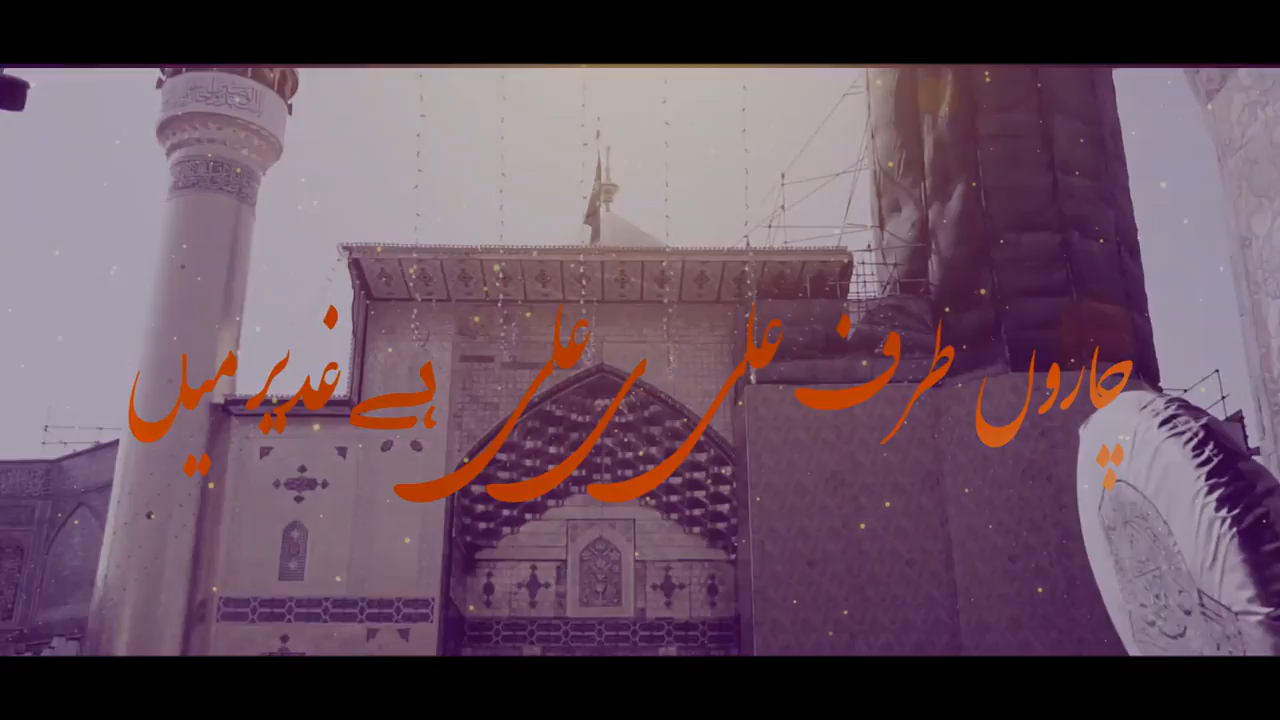 چاروں طرف علی ی علی ہے غدیر میں